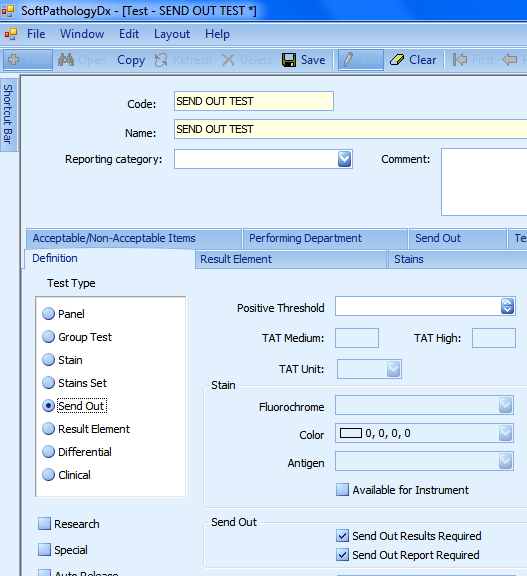 SoftPathologyDx - [Test - SEND OUT TEST *]
File Window Edit Layout Help
New Open Copy Refresh Delete Save Edit Clear First
Shortcut Bar
Code: SEND OUT TEST
Name: SEND OUT TEST
Reporting category: Comment:
Acceptable/Non-Acceptable Items Performing Department Send Out
Definition Result Element Stains
Test Type
Panel
Group Test
Stain
Stains Set
Send Out
Result Element
Differential
Clinical
Research
Special
Auto Release
Positive Threshold
TAT Medium: TAT High:
TAT Unit:
Stain
Fluorochrome
Color 0, 0, 0, 0
Antigen
Available for Instrument
Send Out
Send Out Results Required
Send Out Report Required